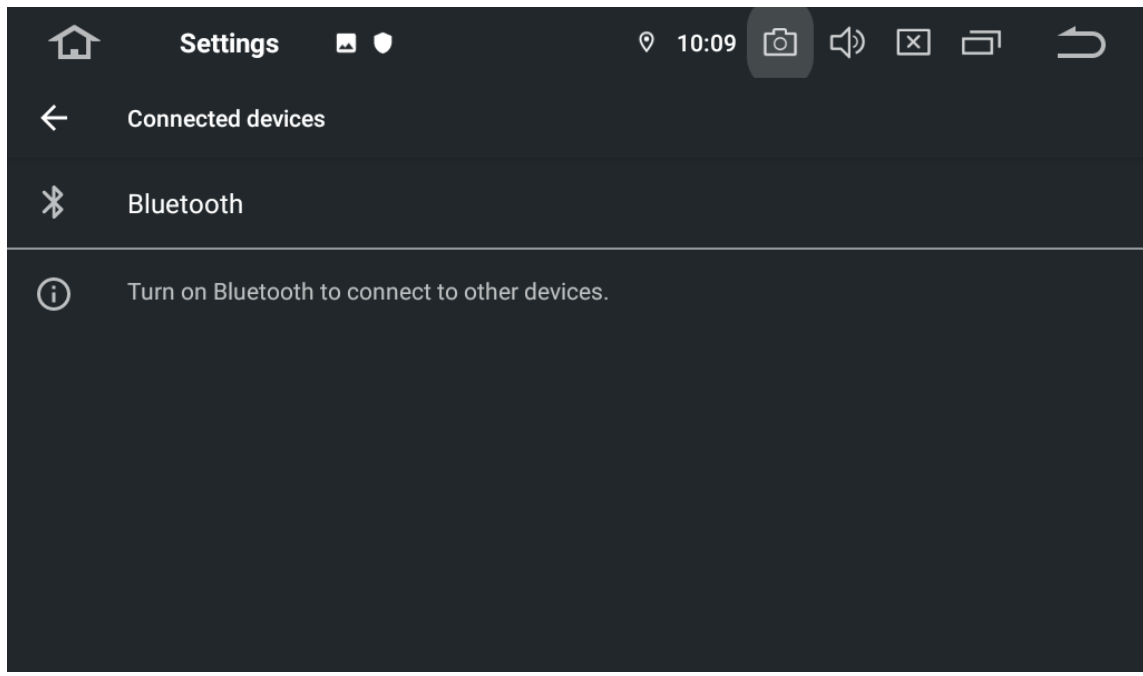 Settings 10:09
Connected devices
Bluetooth
Turn on Bluetooth to connect to other devices.